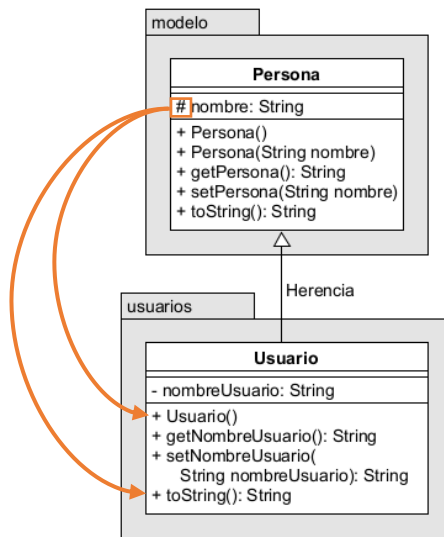 modelo
Persona
# nombre: String
+ Persona()
+ Persona(String nombre)
+ getPersona(): String
+ setPersona(String nombre)
+ toString(): String
Herencia
usuarios
Usuario
- nombreUsuario: String
+ Usuario()
+ getNombreUsuario(): String
+ setNombreUsuario(
String nombreUsuario): String
+ toString(): String